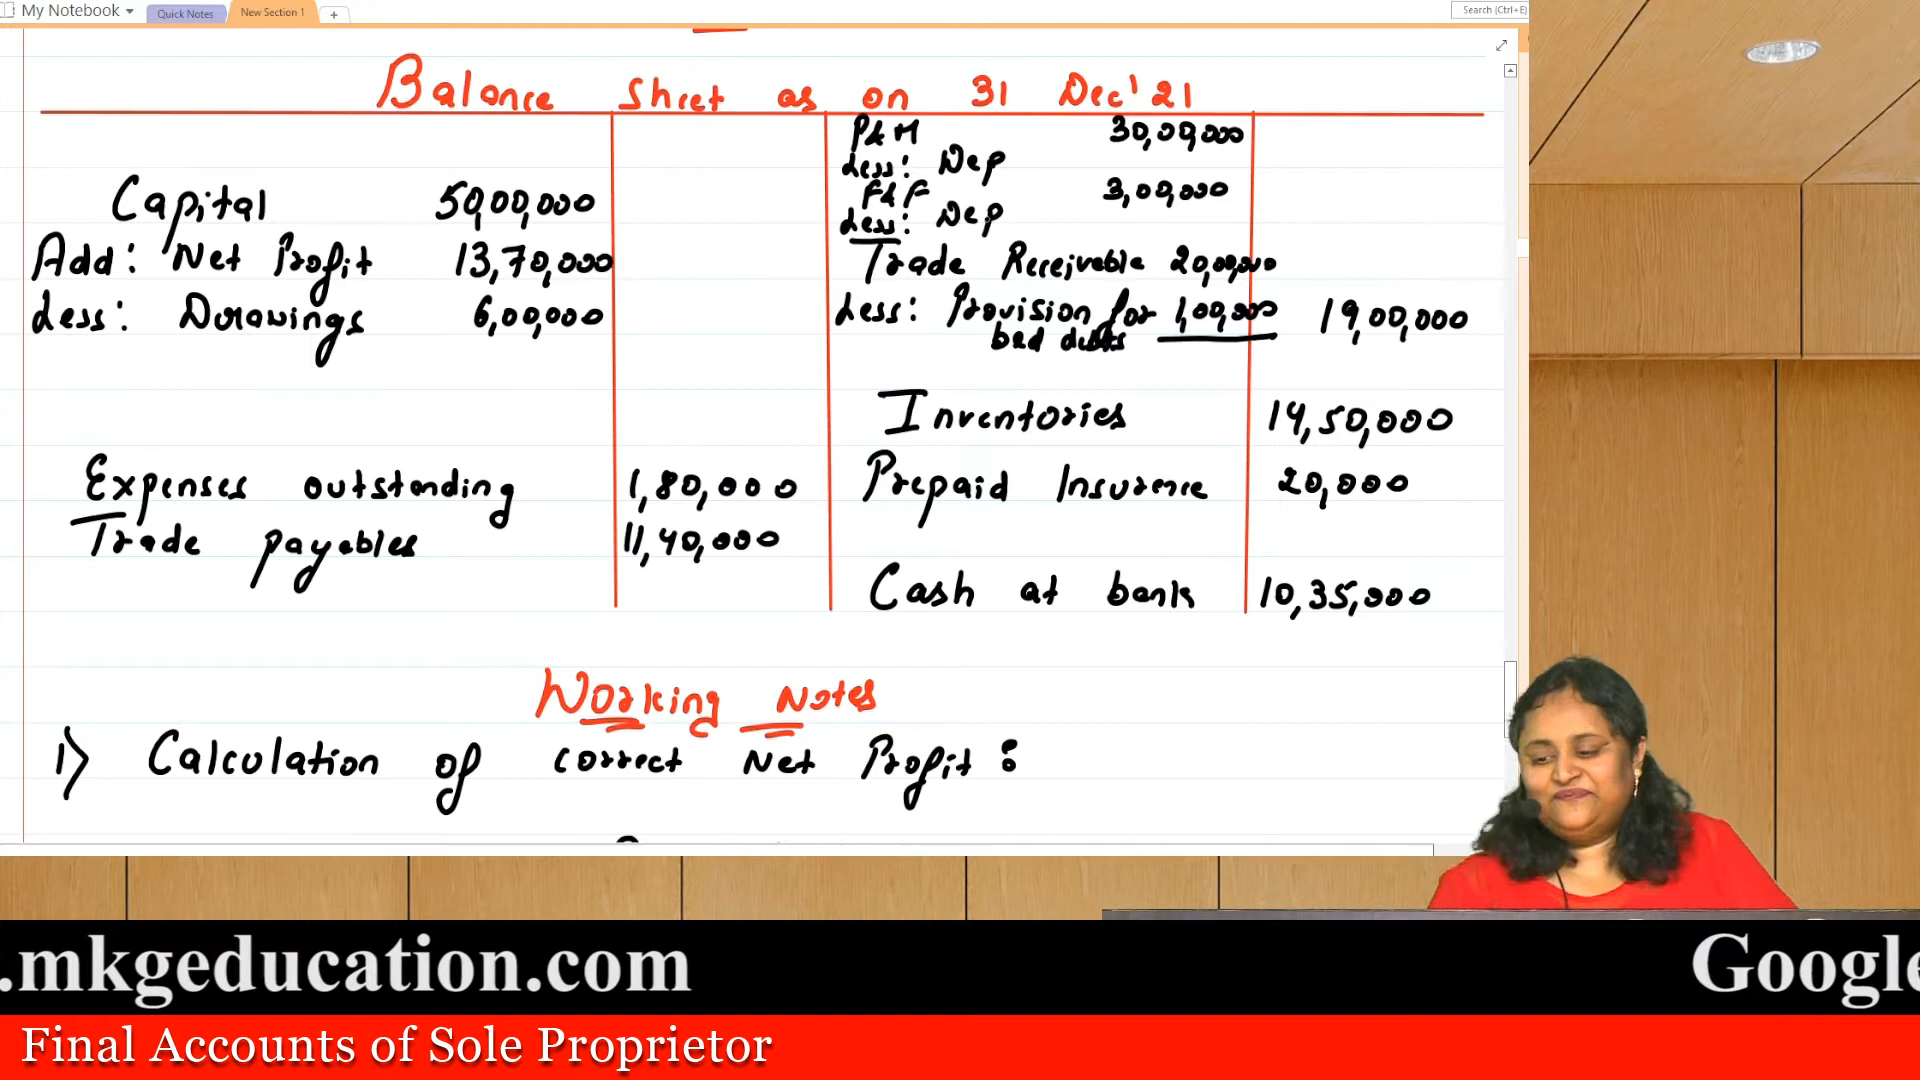 My Notebook
Quick Notes
New Section 1
+
Search (Ctrl+E)
Balance Sheet as on 31 Dec' 21
Capital 50,00,000
Add: Net Profit 13,70,000
Less: Drawings 6,00,000
Expenses outstanding 1,80,000
Trade payables 11,40,000
P&M 30,00,000
Less: Dep
F&F 3,00,000
Less: Dep
Trade Receivable 20,00,000
Less: Provision for 1,00,000 19,00,000
bad debts
Inventories 14,50,000
Prepaid Insurance 20,000
Cash at bank 10,35,000
Working Notes
1) Calculation of correct Net Profit :
.mkgeducation.com
Google
Final Accounts of Sole Proprietor